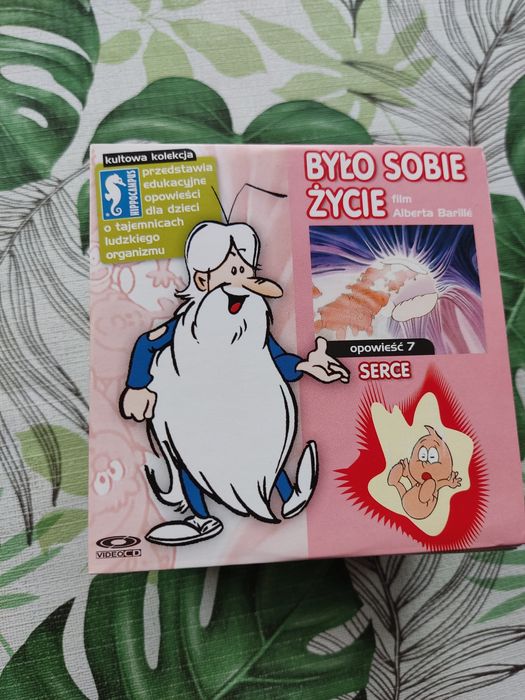 kultowa kolekcja
HIPPOCAMPUS
przedstawia
edukacyjne
opowieści
dla dzieci
o tajemnicach
ludzkiego
organizmu
BYŁO SOBIE
ŻYCIE film
Alberta Barillé
opowieść 7
SERCE
VIDEO CD